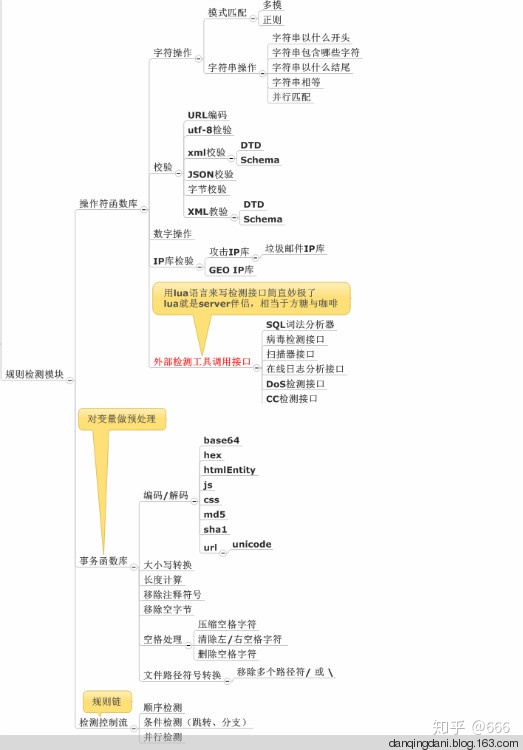 多模
模式匹配
正则
字符操作
字符串以什么开头
字符串包含哪些字符
字符串操作
字符串以什么结尾
字符串相等
并行匹配
URL编码
utf-8检验
DTD
xml校验
Schema
校验
JSON校验
字节校验
DTD
XML教验
Schema
操作符函数库
数字操作
攻击IP库
垃圾邮件IP库
IP库检验
GEO IP库
用lua语言来写检测接口简直妙极了
lua就是server伴侣，相当于方糖与咖啡
SQL词法分析器
病毒检测接口
扫描器接口
外部检测工具调用接口
在线日志分析接口
DoS检测接口
CC检测接口
规则检测模块
对变量做预处理
base64
hex
htmlEntity
js
编码/解码
css
md5
sha1
url
unicode
事务函数库
大小写转换
长度计算
移除注释符号
移除空字节
压缩空格字符
空格处理
清除左/右空格字符
删除空格字符
文件路径符号转换
移除多个路径符/ 或 \
规则链
顺序检测
检测控制流
条件检测（跳转、分支）
并行检测
知乎 @666
danqingdani.blog.163.com